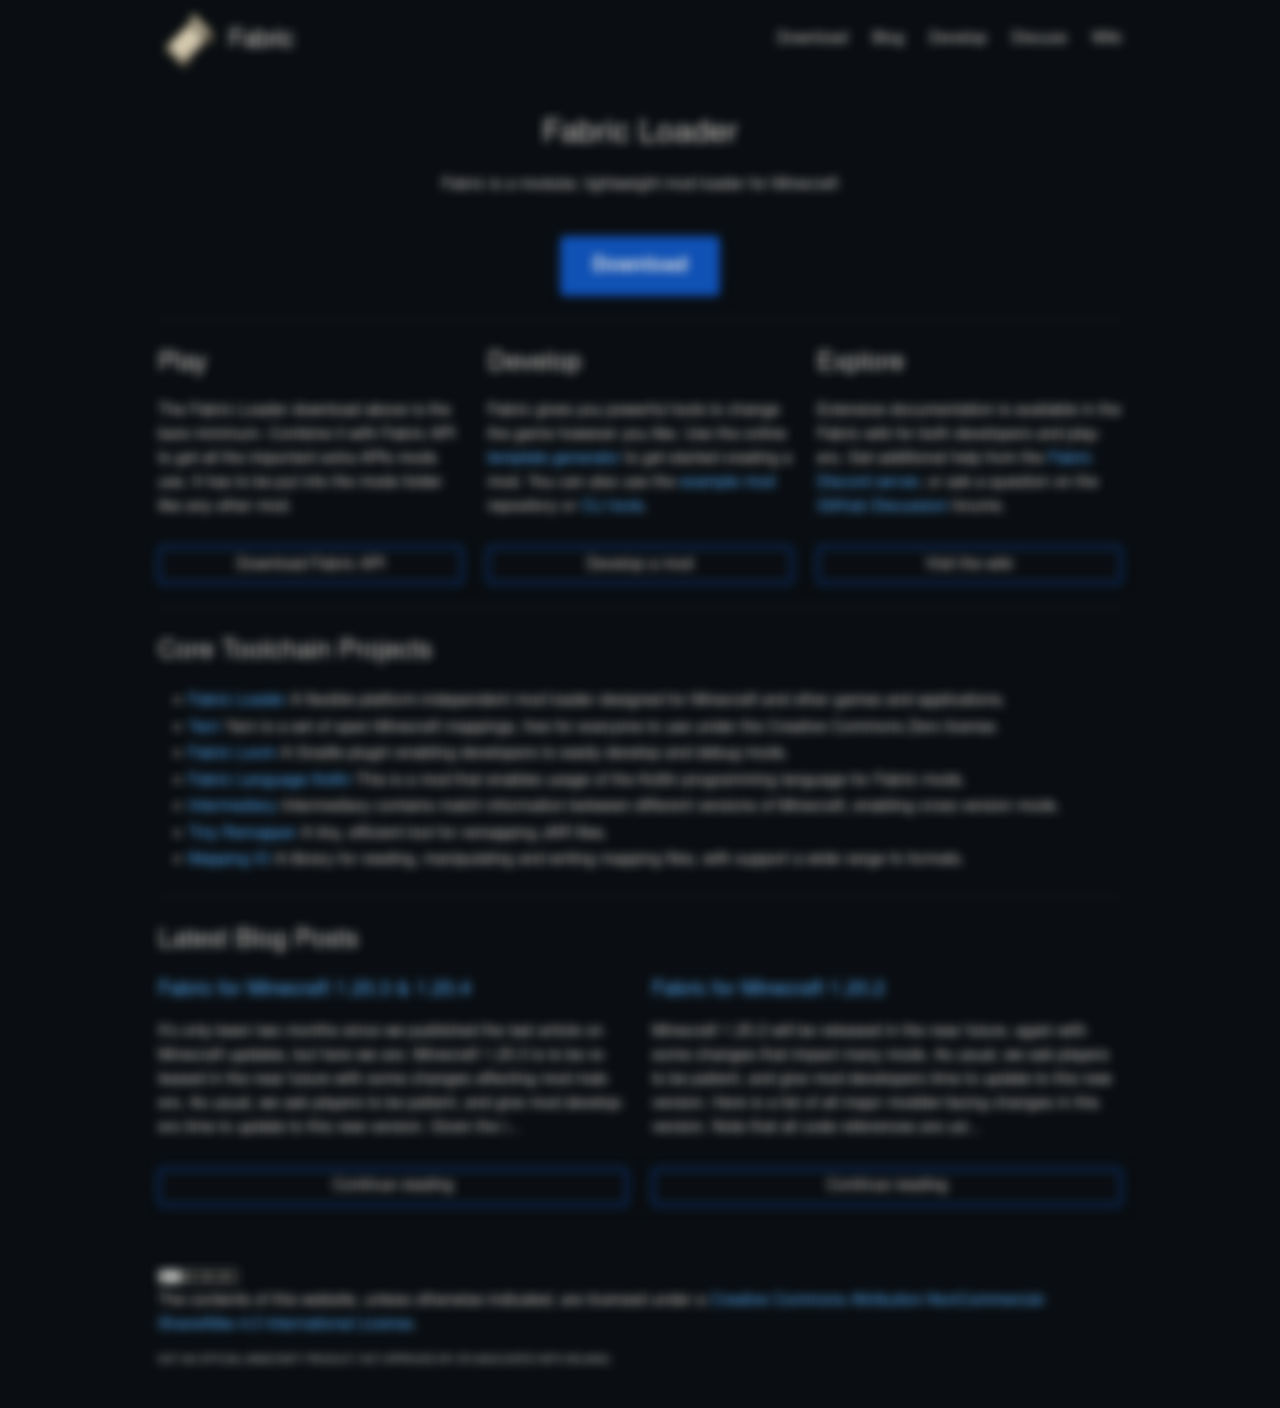 Fabric
Download Blog Develop Discuss Wiki
Fabric Loader
Fabric is a modular, lightweight mod loader for Minecraft
Download
Play
Develop
Explore
The Fabric Loader download above is the
bare minimum. Combine it with Fabric API
to get all the important extra APIs mods
use. It has to be put into the mods folder
like any other mod.
Fabric gives you powerful tools to change
the game however you like. Use the online
template generator to get started creating a
mod. You can also use the example mod
repository or CLI tools.
Extensive documentation is available in the
Fabric wiki for both developers and play-
ers. Get additional help from the Fabric
Discord server, or ask a question on the
GitHub Discussion forums.
Download Fabric API
Develop a mod
Visit the wiki
Core Toolchain Projects
Fabric Loader A flexible platform-independent mod loader designed for Minecraft and other games and applications.
Yarn Yarn is a set of open Minecraft mappings, free for everyone to use under the Creative Commons Zero license.
Fabric Loom A Gradle plugin enabling developers to easily develop and debug mods.
Fabric Language Kotlin This is a mod that enables usage of the Kotlin programming language for Fabric mods.
Intermediary Intermediary contains match information between different versions of Minecraft, enabling cross version mods.
Tiny Remapper A tiny, efficient tool for remapping JAR files.
Mapping IO A library for reading, manipulating and writing mapping files, with support a wide range fo formats.
Latest Blog Posts
Fabric for Minecraft 1.20.3 & 1.20.4
It's only been two months since we published the last article on
Minecraft updates, but here we are. Minecraft 1.20.3 is to be re-
leased in the near future with some changes affecting mod mak-
ers. As usual, we ask players to be patient, and give mod develop-
ers time to update to this new version. Down the r...
Continue reading
Fabric for Minecraft 1.20.2
Minecraft 1.20.2 will be released in the near future, again with
some changes that impact many mods. As usual, we ask players
to be patient, and give mod developers time to update to this new
version. Here is a list of all major modder-facing changes in this
version. Note that all code references are usi...
Continue reading
The contents of this website, unless otherwise indicated, are licensed under a Creative Commons Attribution-NonCommercial-
ShareAlike 4.0 International License.
NOT AN OFFICIAL MINECRAFT PRODUCT. NOT APPROVED BY OR ASSOCIATED WITH MOJANG.